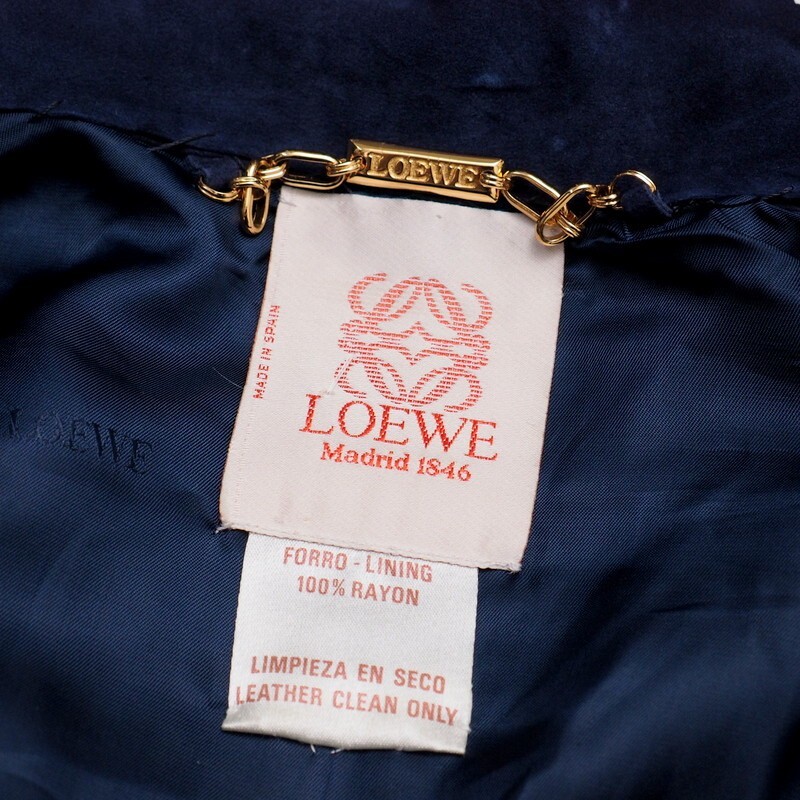 LOEWE
MADE IN SPAIN
LOEWE
Madrid 1846
LOEWE
FORRO - LINING
100% RAYON
LIMPIEZA EN SECO
LEATHER CLEAN ONLY